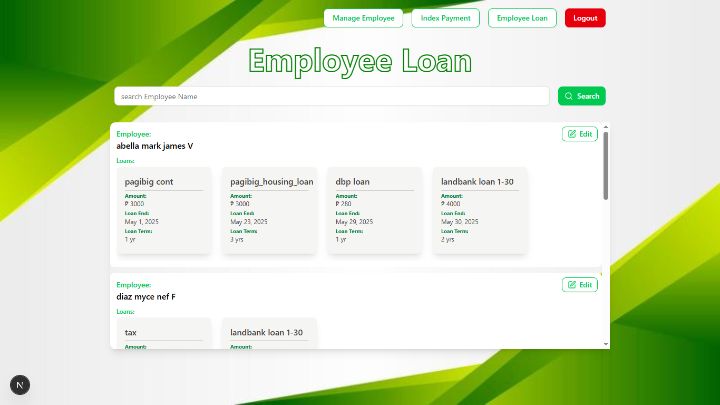 Manage Employee Index Payment Employee Loan Logout
Employee Loan
search Employee Name Search
Employee: Edit
abella mark james V
Loans:
pagibig cont pagibig_housing_loan dbp loan landbank loan 1-30
Amount: Amount: Amount: Amount:
₱ 3000 ₱ 5000 ₱ 280 ₱ 4000
Loan End: Loan End: Loan End: Loan End:
May 1, 2025 May 23, 2025 May 29, 2025 May 30, 2025
Loan Term: Loan Term: Loan Term: Loan Term:
1 yr 3 yrs 1 yr 2 yrs
Employee: Edit
diaz myce nef F
Loans:
tax landbank loan 1-30
Amount: Amount:
N